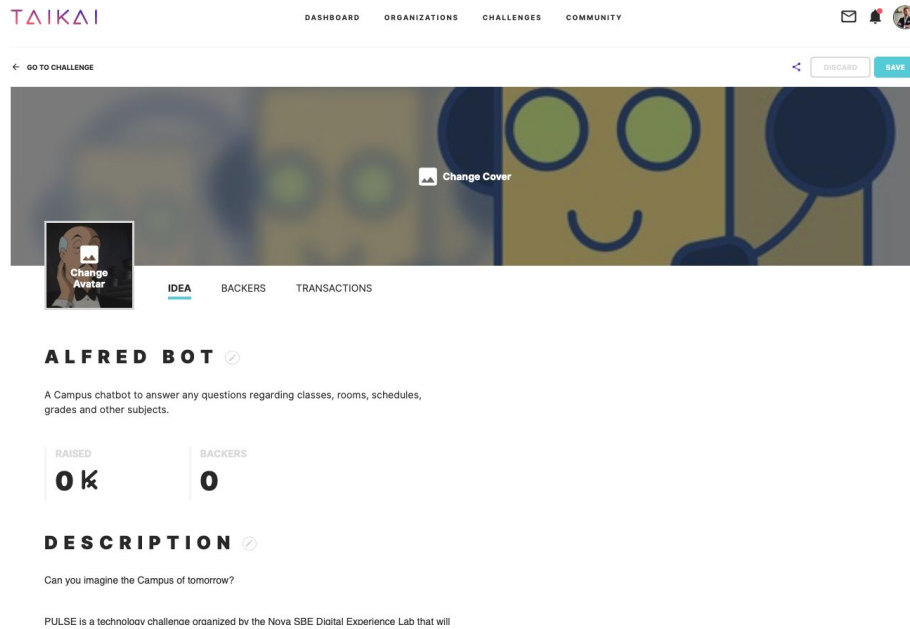 TAIKAI
DASHBOARD ORGANIZATIONS CHALLENGES COMMUNITY
← GO TO CHALLENGE
DISCARD SAVE
Change Cover
Change
Avatar
IDEA BACKERS TRANSACTIONS
ALFRED BOT
A Campus chatbot to answer any questions regarding classes, rooms, schedules,
grades and other subjects.
RAISED BACKERS
0 K 0
DESCRIPTION
Can you imagine the Campus of tomorrow?
PULSE is a technology challenge organized by the Nova SBE Digital Experience Lab that will